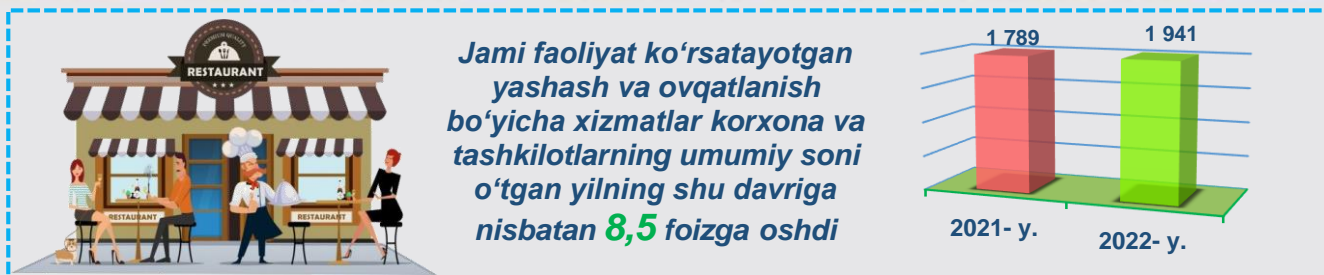 PREMIUM QUALITY
RESTAURANT
RESTAURANT
RESTAURANT
Jami faoliyat ko‘rsatayotgan
yashash va ovqatlanish
bo‘yicha xizmatlar korxona va
tashkilotlarning umumiy soni
o‘tgan yilning shu davriga
nisbatan 8,5 foizga oshdi
1 789
1 941
2021- y.
2022- y.